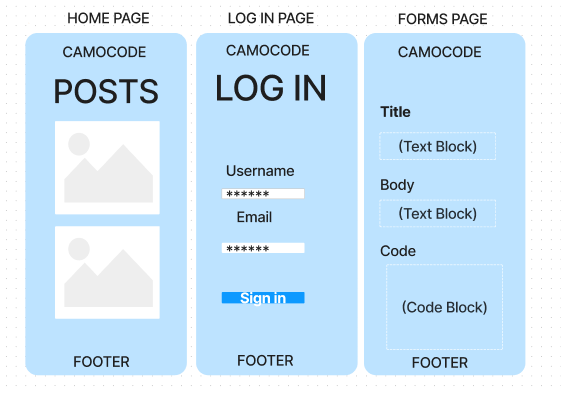 HOME PAGE
CAMOCODE
POSTS
FOOTER
LOG IN PAGE
CAMOCODE
LOG IN
Username
******
Email
******
Sign in
FOOTER
FORMS PAGE
CAMOCODE
Title
(Text Block)
Body
(Text Block)
Code
(Code Block)
FOOTER